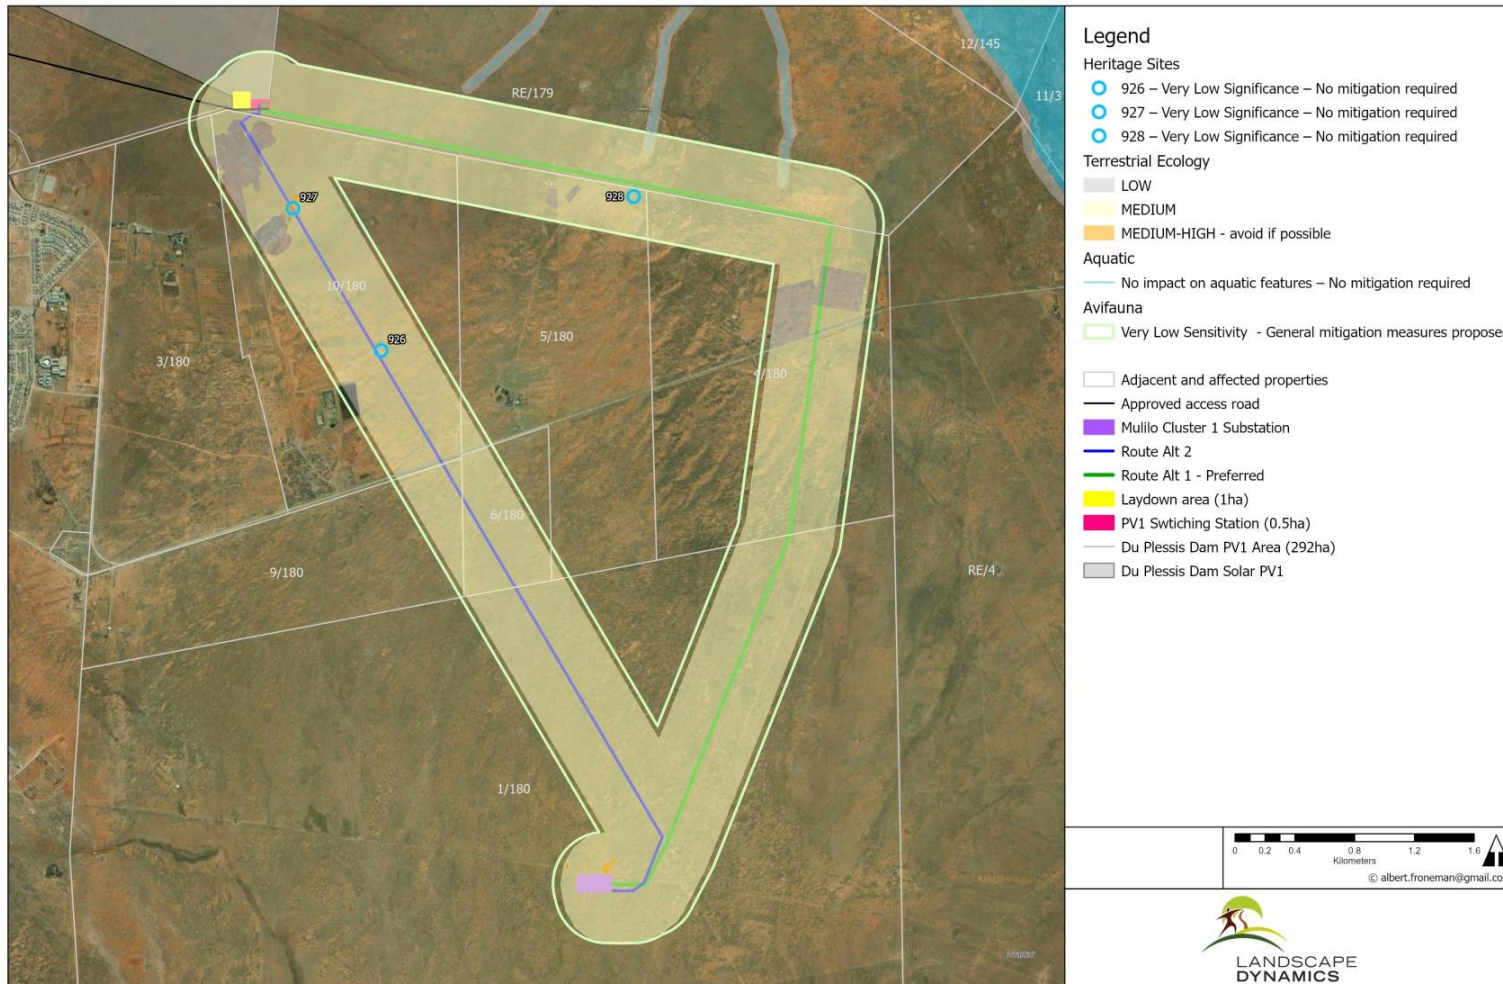 12/145
RE/179
11/3
927
928
10/180
926
5/180
3/180
4/180
6/180
9/180
RE/4
1/180
Legend
Heritage Sites
926 – Very Low Significance – No mitigation required
927 – Very Low Significance – No mitigation required
928 – Very Low Significance – No mitigation required
Terrestrial Ecology
LOW
MEDIUM
MEDIUM-HIGH - avoid if possible
Aquatic
No impact on aquatic features – No mitigation required
Avifauna
Very Low Sensitivity - General mitigation measures propose
Adjacent and affected properties
Approved access road
Mulilo Cluster 1 Substation
Route Alt 2
Route Alt 1 - Preferred
Laydown area (1ha)
PV1 Swtiching Station (0.5ha)
Du Plessis Dam PV1 Area (292ha)
Du Plessis Dam Solar PV1
0 0.2 0.4 0.8 1.2 1.6
Kilometers
© albert.froneman@gmail.co
LANDSCAPE
DYNAMICS